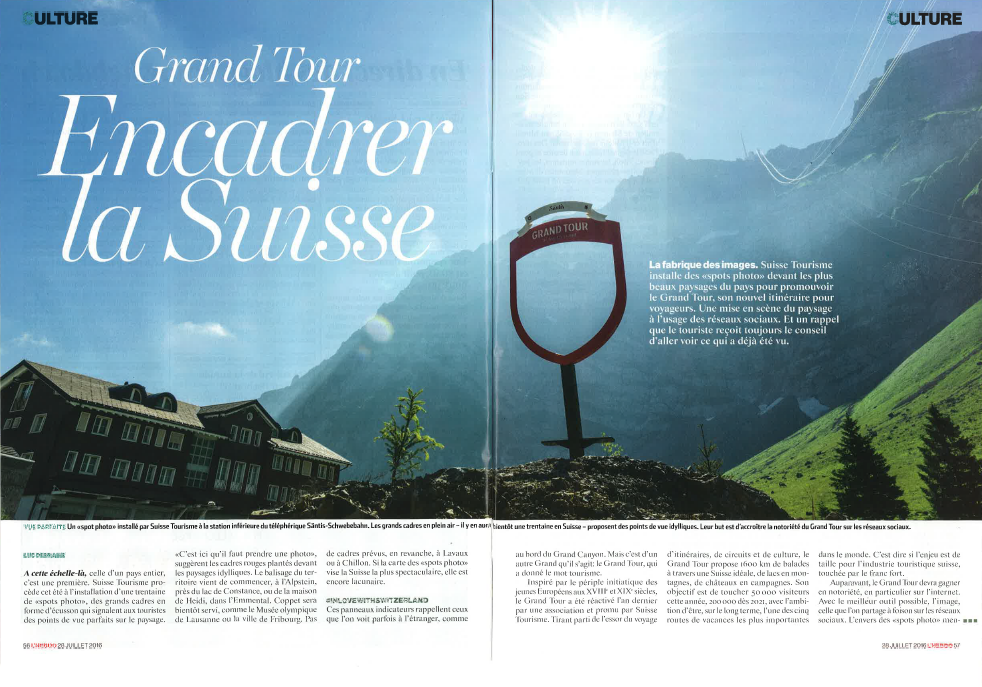 CULTURE
Grand Tour
Encadrer
la Suisse
CULTURE
Säntis
GRAND TOUR
La fabrique des images. Suisse Tourisme
installe des «spots photo» devant les plus
beaux paysages du pays pour promouvoir
le Grand Tour, son nouvel itinéraire pour
voyageurs. Une mise en scène du paysage
à l'usage des réseaux sociaux. Et un rappel
que le touriste reçoit toujours le conseil
d'aller voir ce qui a déjà été vu.
VUE PARFAITE Un «spot photo» installé par Suisse Tourisme à la station inférieure du téléphérique Säntis-Schwebebahn. Les grands cadres en plein air – il y en aura bientôt une trentaine en Suisse – proposent des points de vue idylliques. Leur but est d'accroître la notoriété du Grand Tour sur les réseaux sociaux.
LUC DEBRAINE
A cette échelle-là, celle d'un pays entier,
c'est une première. Suisse Tourisme pro-
cède cet été à l'installation d'une trentaine
de «spots photo», des grands cadres en
forme d'écusson qui signalent aux touristes
des points de vue parfaits sur le paysage.
«C'est ici qu'il faut prendre une photo»,
suggèrent les cadres rouges plantés devant
les paysages idylliques. Le balisage du ter-
ritoire vient de commencer, à l'Alpstein,
près du lac de Constance, ou de la maison
de Heidi, dans l'Emmental. Coppet sera
bientôt servi, comme le Musée olympique
de Lausanne ou la ville de Fribourg. Pas
de cadres prévus, en revanche, à Lavaux
ou à Chillon. Si la carte des «spots photo»
vise la Suisse la plus spectaculaire, elle est
encore lacunaire.
#INLOVEWITHSWITZERLAND
Ces panneaux indicateurs rappellent ceux
que l'on voit parfois à l'étranger, comme
au bord du Grand Canyon. Mais c'est d'un
autre Grand qu'il s'agit: le Grand Tour, qui
a donné le mot tourisme.
Inspiré par le périple initiatique des
jeunes Européens aux XVIIIe et XIXe siècles,
le Grand Tour a été réactivé l'an dernier
par une association et promu par Suisse
Tourisme. Tirant parti de l'essor du voyage
d'itinéraires, de circuits et de culture, le
Grand Tour propose 1600 km de balades
à travers une Suisse idéale, de lacs en mon-
tagnes, de châteaux en campagnes. Son
objectif est de toucher 50 000 visiteurs
cette année, 200 000 dès 2021, avec l'ambi-
tion d'être, sur le long terme, l'une des cinq
routes de vacances les plus importantes
dans le monde. C'est dire si l'enjeu est de
taille pour l'industrie touristique suisse,
touchée par le franc fort.
Auparavant, le Grand Tour devra gagner
en notoriété, en particulier sur l'internet.
Avec le meilleur outil possible, l'image,
celle que l'on partage à foison sur les réseaux
sociaux. L'envers des «spots photo» men-
56 L'HEBDO 28 JUILLET 2016
28 JUILLET 2016 L'HEBDO 57